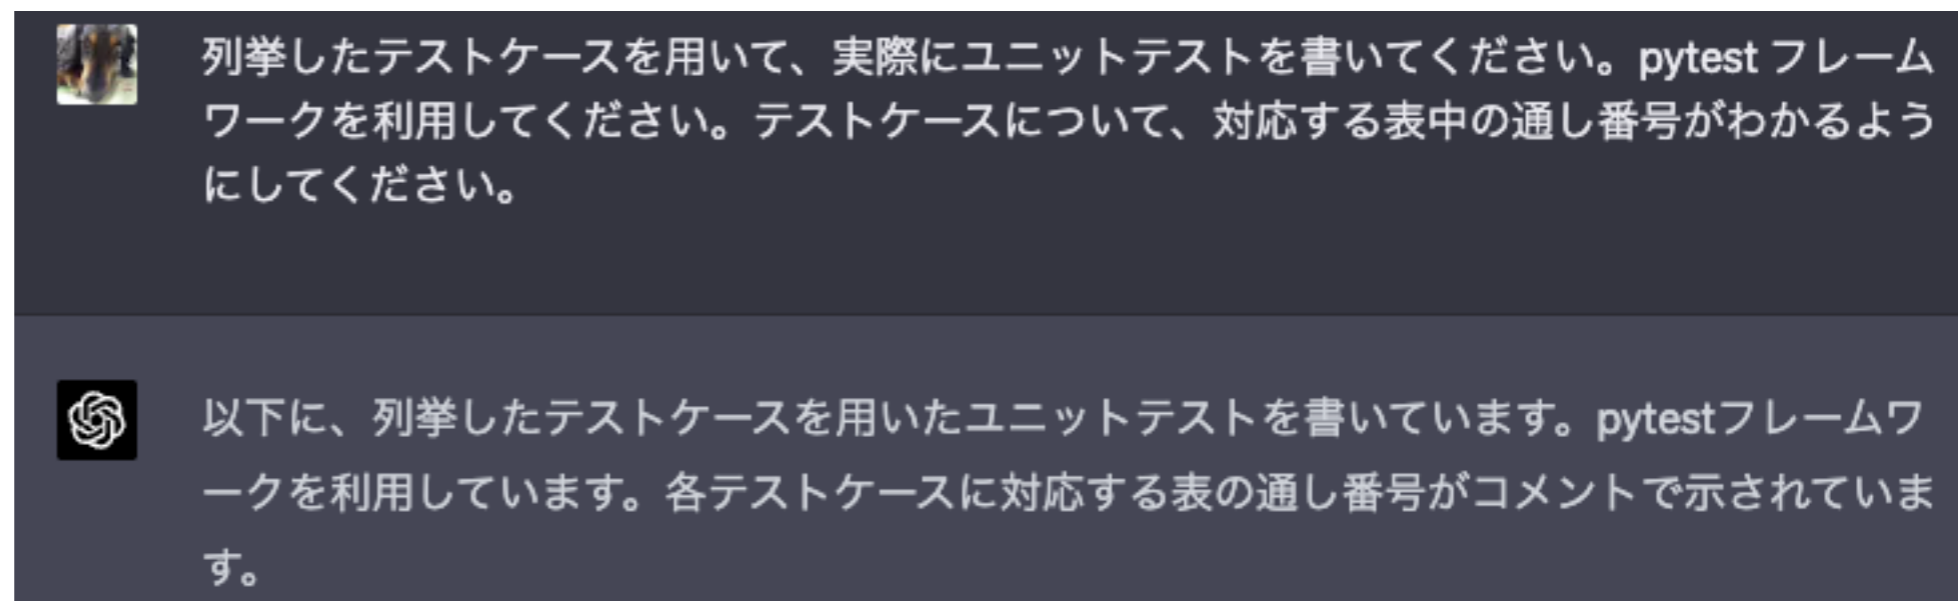 列挙したテストケースを用いて、実際にユニットテストを書いてください。pytest フレーム
ワークを利用してください。テストケースについて、対応する表中の通し番号がわかるよう
にしてください。
以下に、列挙したテストケースを用いたユニットテストを書いています。pytestフレームワ
ークを利用しています。各テストケースに対応する表の通し番号がコメントで示されていま
す。